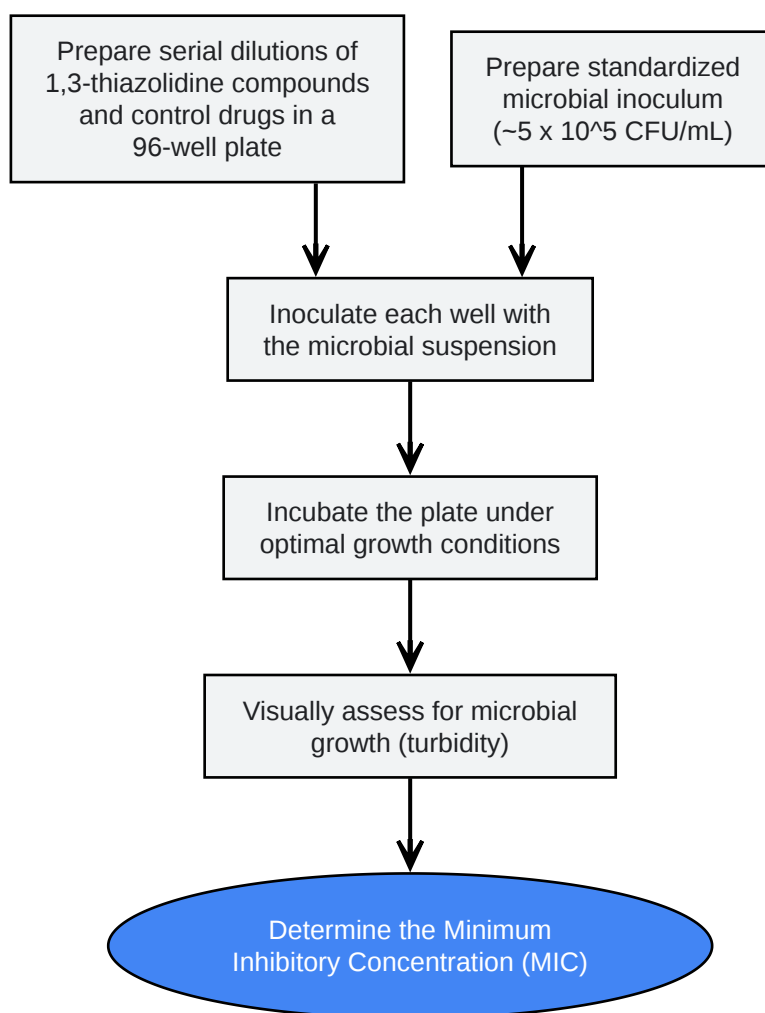 Prepare serial dilutions of
1,3-thiazolidine compounds
and control drugs in a
96-well plate
Prepare standardized
microbial inoculum
(~5 x 10^5 CFU/mL)
Inoculate each well with
the microbial suspension
Incubate the plate under
optimal growth conditions
Visually assess for microbial
growth (turbidity)
Determine the Minimum
Inhibitory Concentration (MIC)